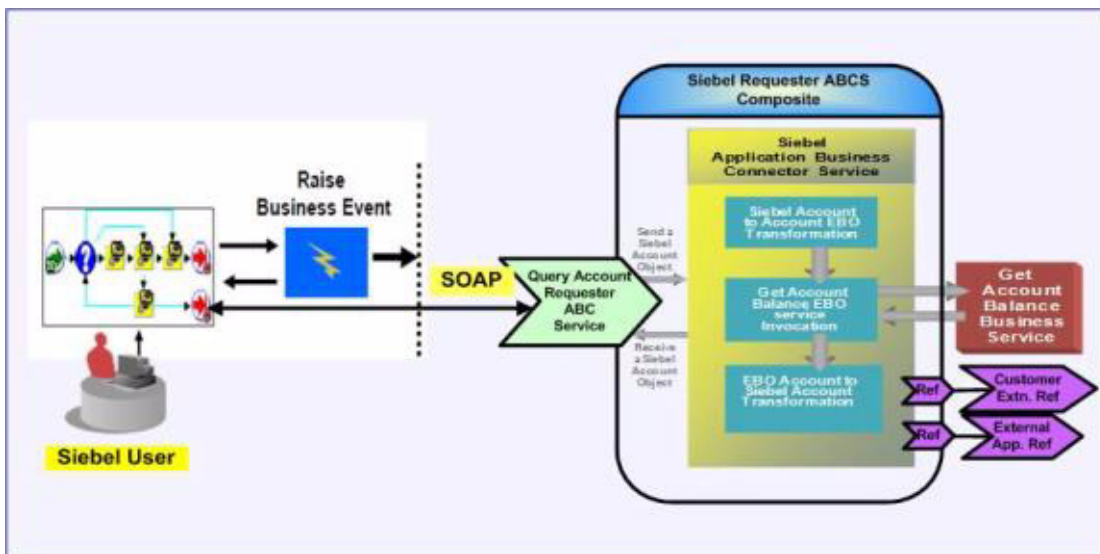 Siebel Requester ABCS
Composite
Siebel
Application Business
Connector Service
Raise
Business Event
Siebel Account
to Account EBO
Transformation
Send a
Siebel
Account
Object
SOAP
Query Account
Requester
ABC
Service
Get Account
Balance EBO
service
Invocation
Get
Account
Balance
Business
Service
Receive
a Siebel
Account
Object
EBO Account to
Siebel Account
Transformation
Ref
Customer
Extn. Ref
Ref
External
App. Ref
Siebel User